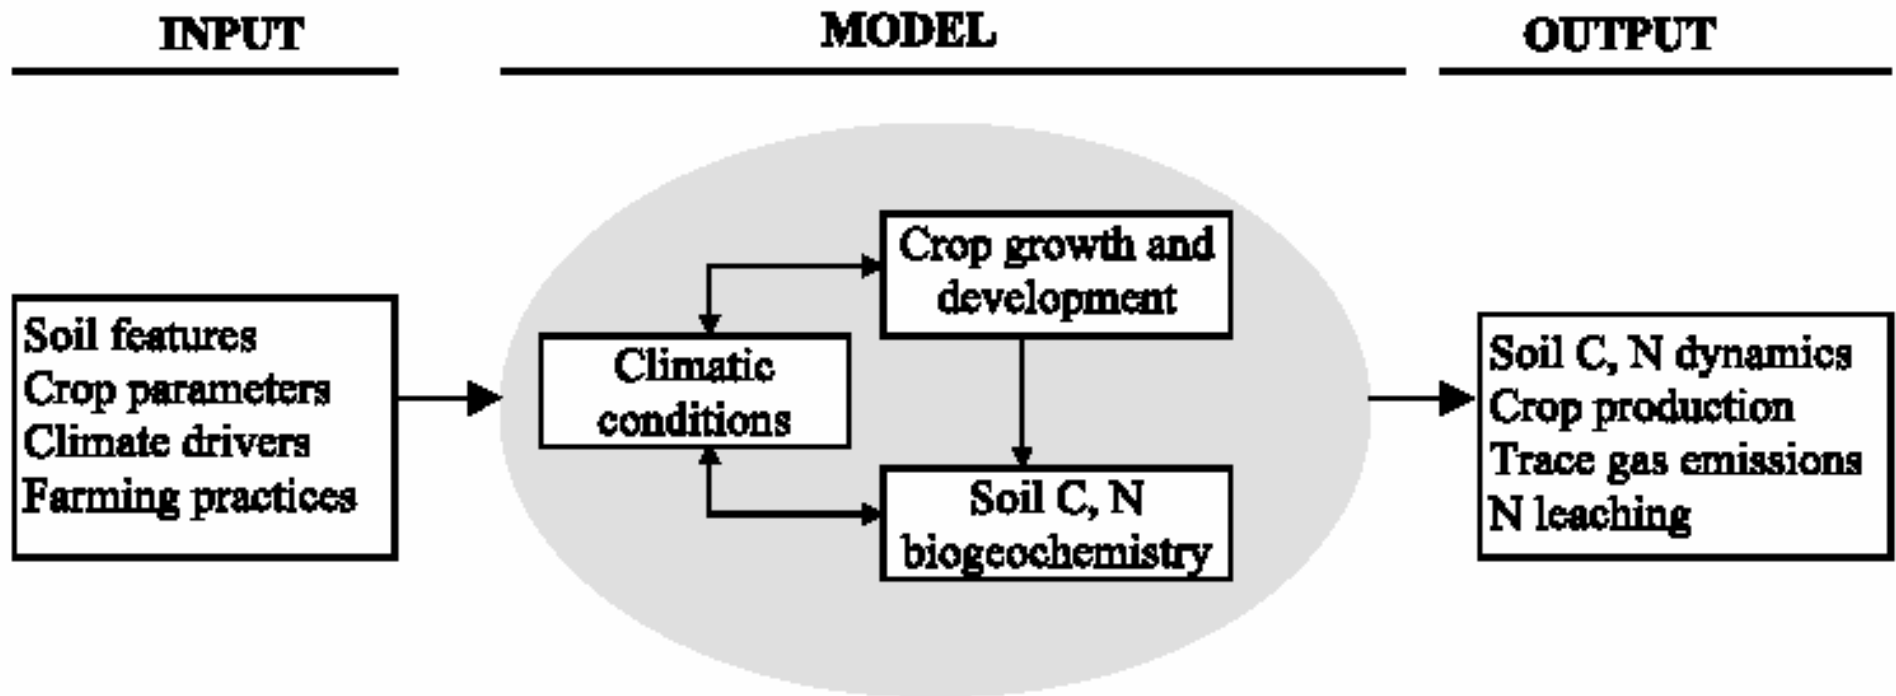 INPUT
MODEL
OUTPUT
Soil features
Crop parameters
Climate drivers
Farming practices
Crop growth and
development
Climatic
conditions
Soil C, N
biogeochemistry
Soil C, N dynamics
Crop production
Trace gas emissions
N leaching